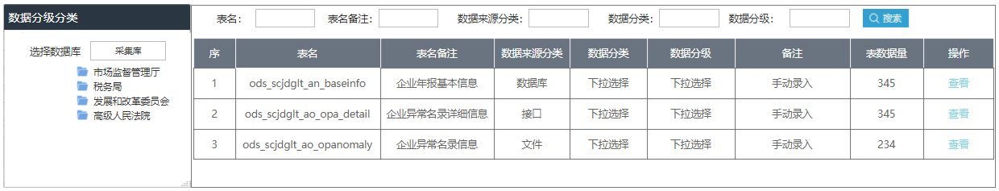 数据分级分类
选择数据库 采集库
市场监督管理厅
税务局
发展和改革委员会
高级人民法院
表名： 表名备注： 数据来源分类： 数据分类： 数据分级： 搜索
序 表名 表名备注 数据来源分类 数据分类 数据分级 备注 表数据量 操作
1 ods_scjdglt_an_baseinfo 企业年报基本信息 数据库 下拉选择 下拉选择 手动录入 345 查看
2 ods_scjdglt_ao_opa_detail 企业异常名录详细信息 接口 下拉选择 下拉选择 手动录入 345 查看
3 ods_scjdglt_ao_opanomaly 企业异常名录信息 文件 下拉选择 下拉选择 手动录入 234 查看